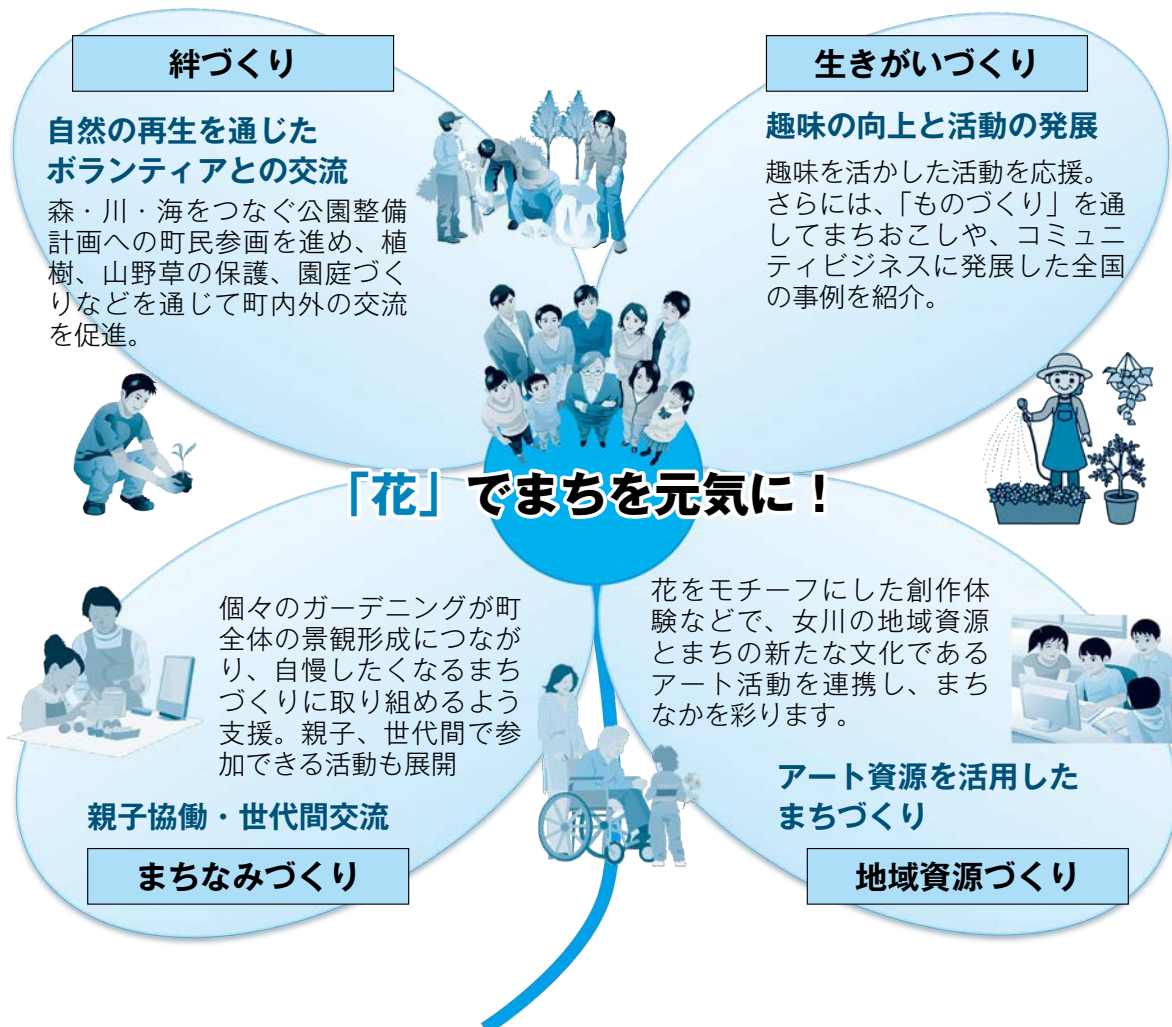 絆づくり
自然の再生を通じた
ボランティアとの交流
森・川・海をつなぐ公園整備
計画への町民参画を進め、植
樹、山野草の保護、園庭づく
りなどを通じて町内外の交流
を促進。
生きがいづくり
趣味の向上と活動の発展
趣味を活かした活動を応援。
さらには、「ものづくり」を通
してまちおこしや、コミュニ
ティビジネスに発展した全国
の事例を紹介。
「花」でまちを元気に！
個々のガーデニングが町
全体の景観形成につなが
り、自慢したくなるまち
づくりに取り組めるよう
支援。親子、世代間で参
加できる活動も展開
親子協働・世代間交流
まちなみづくり
花をモチーフにした創作体
験などで、女川の地域資源
とまちの新たな文化である
アート活動を連携し、まち
なかを彩ります。
アート資源を活用した
まちづくり
地域資源づくり